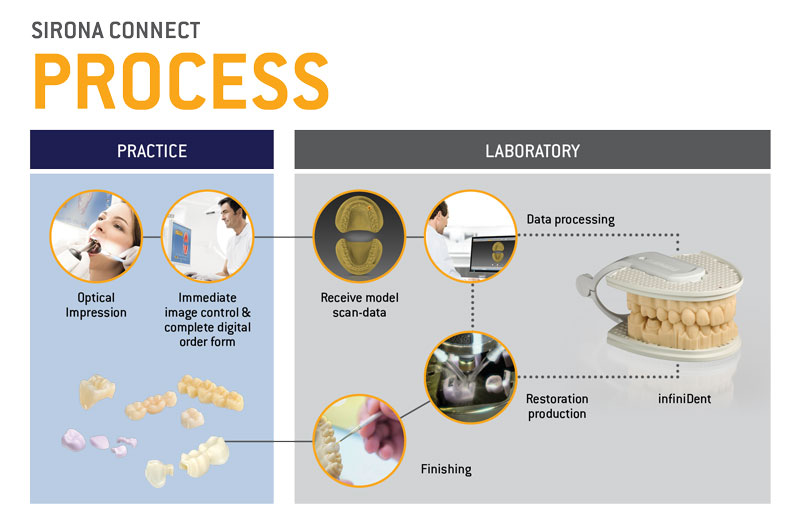 SIRONA CONNECT
PROCESS
PRACTICE
LABORATORY
Optical
Impression
Immediate
image control &
complete digital
order form
Receive model
scan-data
Data processing
Restoration
production
infiniDent
Finishing